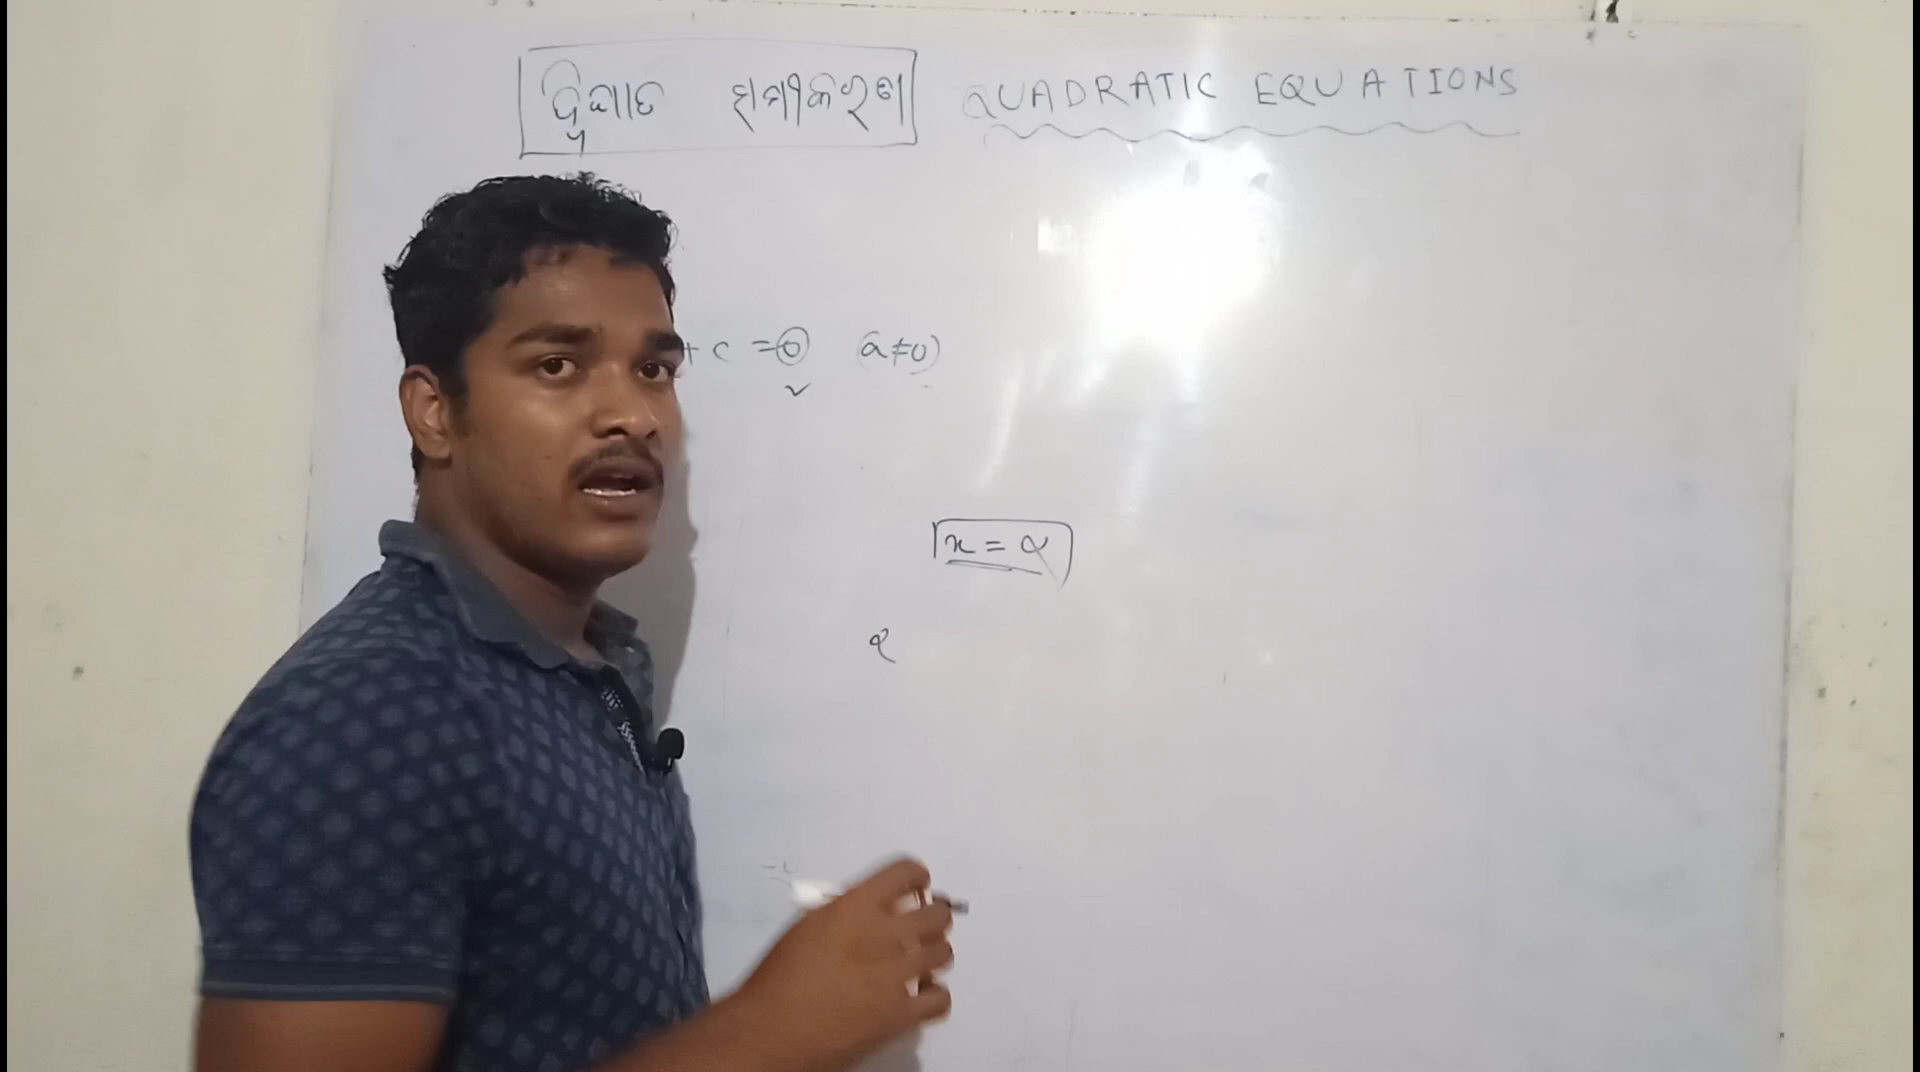 ଦ୍ୱିଘାତ ସମୀକରଣ QUADRATIC EQUATIONS
+ c = 0 (a ≠ 0)
x = α